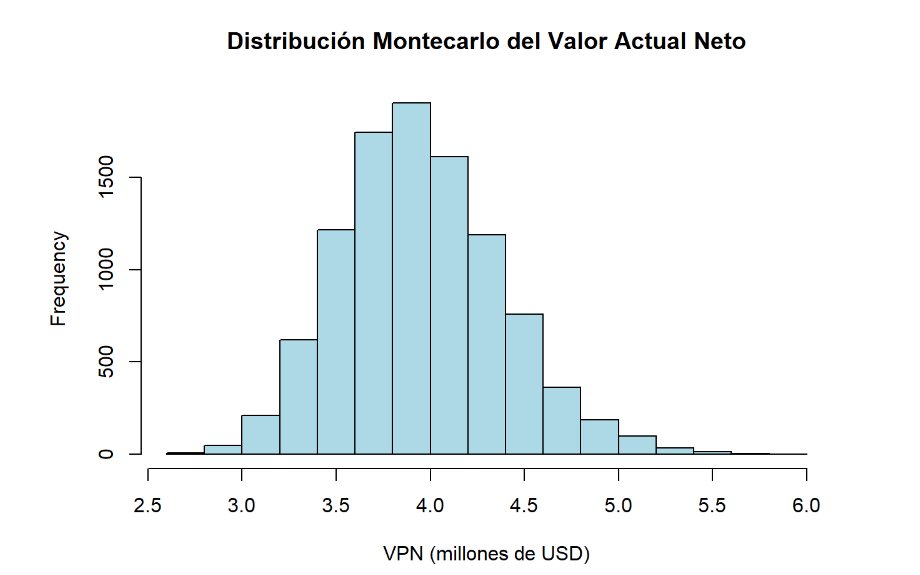 Distribución Montecarlo del Valor Actual Neto
Frequency
1500
1000
500
0
2.5 3.0 3.5 4.0 4.5 5.0 5.5 6.0
VPN (millones de USD)